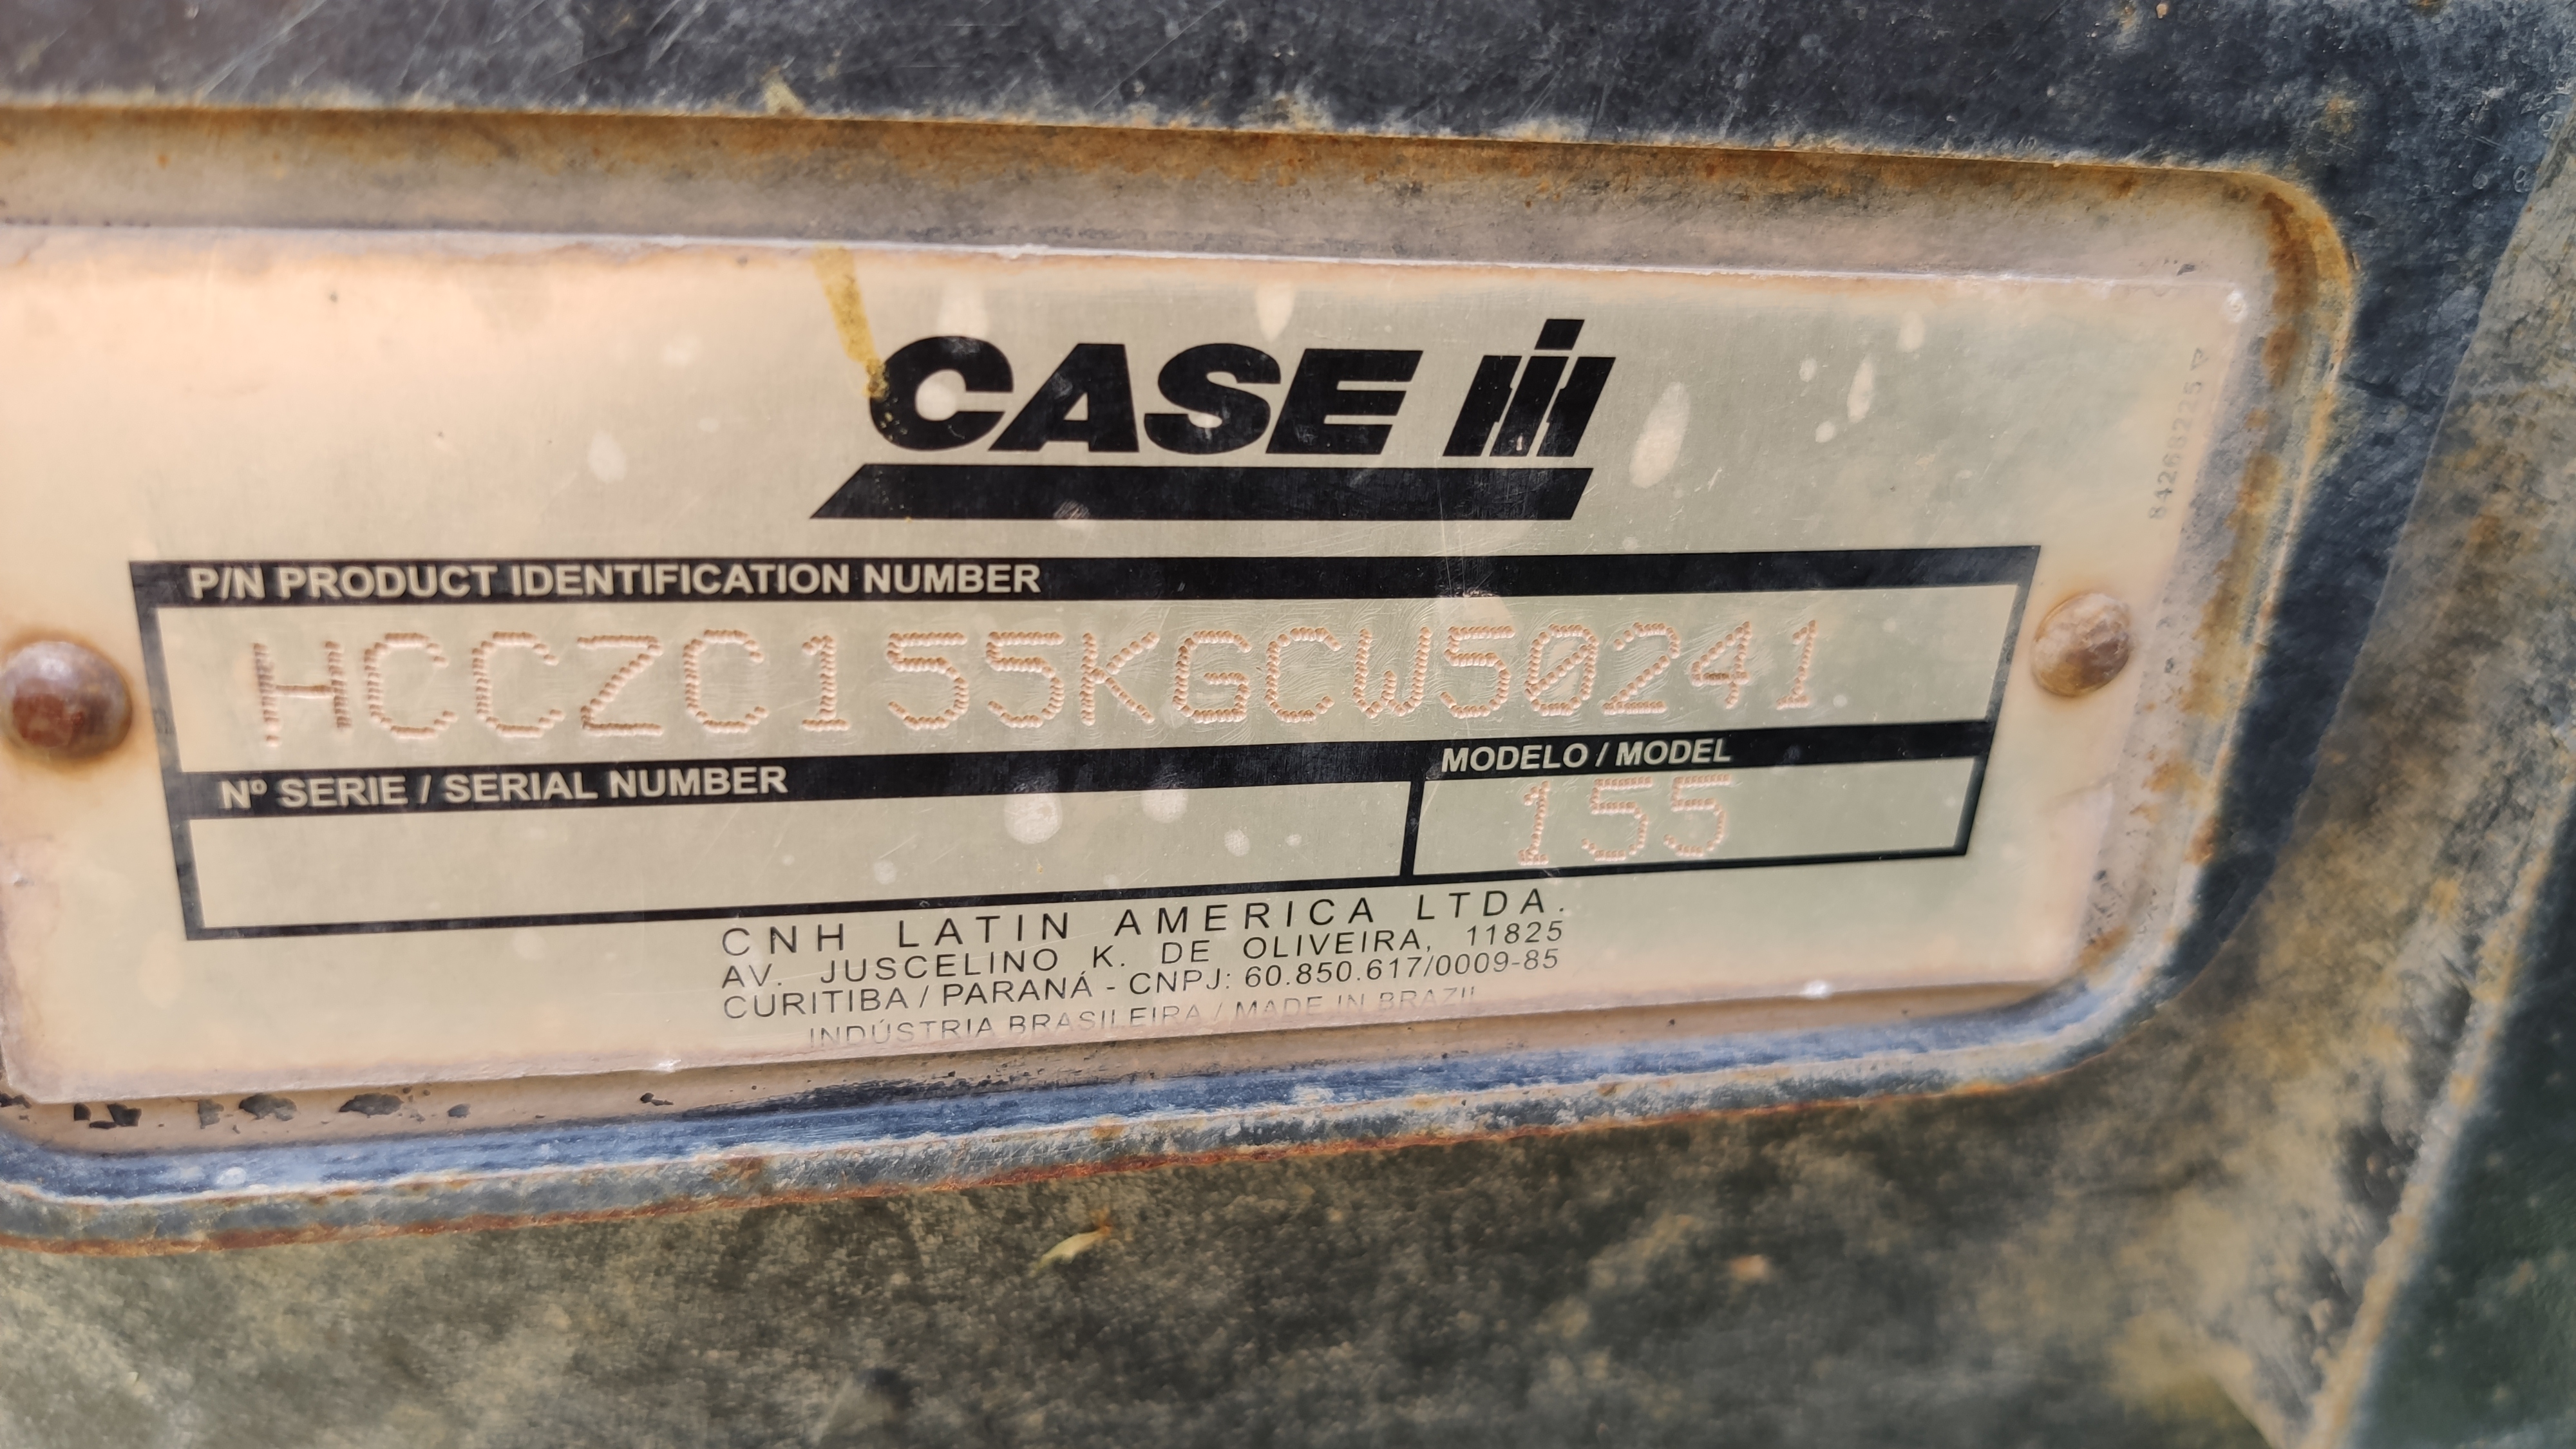 CASE IH
P/N PRODUCT IDENTIFICATION NUMBER
HCCZC155KGCW50241
Nº SERIE / SERIAL NUMBER
MODELO / MODEL
155
CNH LATIN AMERICA LTDA.
AV. JUSCELINO K. DE OLIVEIRA, 11825
CURITIBA / PARANÁ - CNPJ: 60.850.617/0009-85
INDÚSTRIA BRASILEIRA / MADE IN BRAZIL
84268225